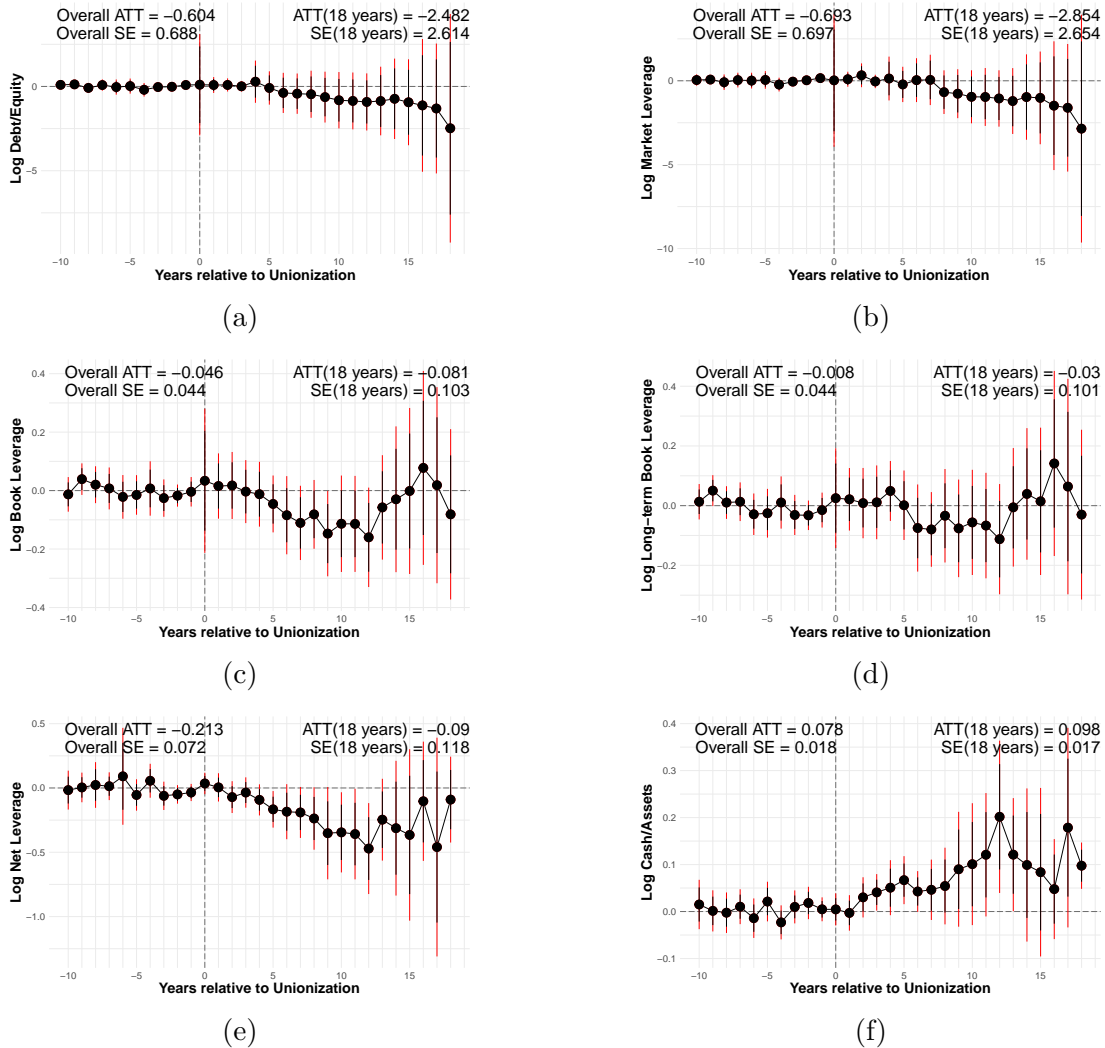 Overall ATT = −0.604 ATT(18 years) = −2.482
Overall SE = 0.688 SE(18 years) = 2.614
Log Debt/Equity
0
−5
−10 −5 0 5 10 15
Years relative to Unionization
(a)
Overall ATT = −0.693 ATT(18 years) = −2.854
Overall SE = 0.697 SE(18 years) = 2.654
Log Market Leverage
0
−5
−10
−10 −5 0 5 10 15
Years relative to Unionization
(b)
Overall ATT = −0.046 ATT(18 years) = −0.081
Overall SE = 0.044 SE(18 years) = 0.103
Log Book Leverage
0.4
0.2
0.0
−0.2
−0.4
−10 −5 0 5 10 15
Years relative to Unionization
(c)
Overall ATT = −0.008 ATT(18 years) = −0.03
Overall SE = 0.044 SE(18 years) = 0.101
Log Long−term Book Leverage
0.4
0.2
0.0
−0.2
−10 −5 0 5 10 15
Years relative to Unionization
(d)
Overall ATT = −0.213 ATT(18 years) = −0.09
Overall SE = 0.072 SE(18 years) = 0.118
Log Net Leverage
0.5
0.0
−0.5
−1.0
−10 −5 0 5 10 15
Years relative to Unionization
(e)
Overall ATT = 0.078 ATT(18 years) = 0.098
Overall SE = 0.018 SE(18 years) = 0.017
Log Cash/Assets
0.4
0.3
0.2
0.1
0.0
−0.1
−10 −5 0 5 10 15
Years relative to Unionization
(f)